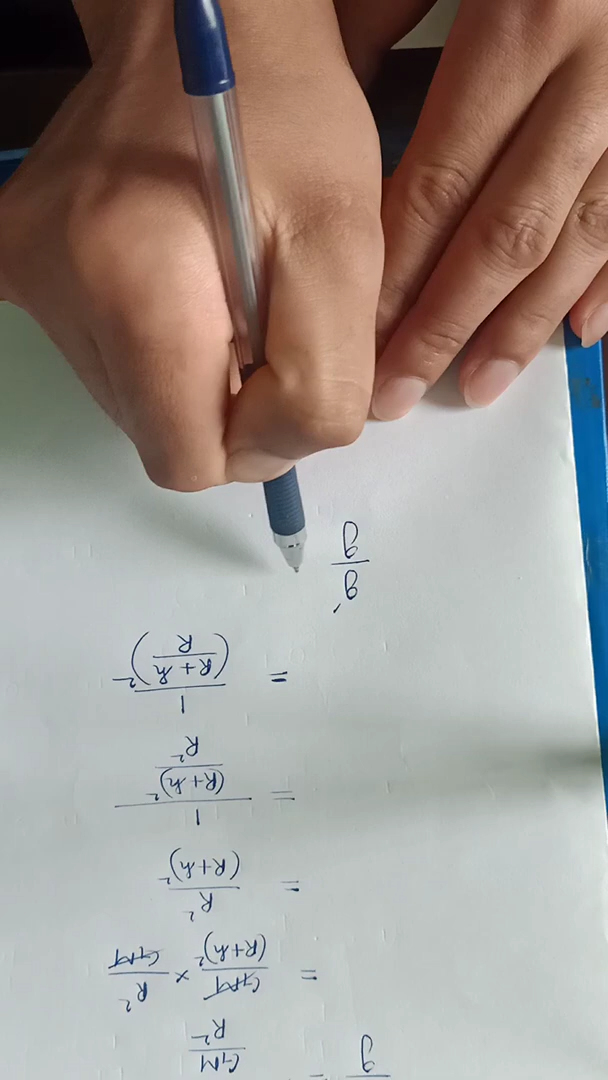 g = GM/R²
= GM/(R+h)² × R²/GM
= R²/(R+h)²
= 1/((R+h)²/R²)
= 1/((R+h)/R)²
g'/g